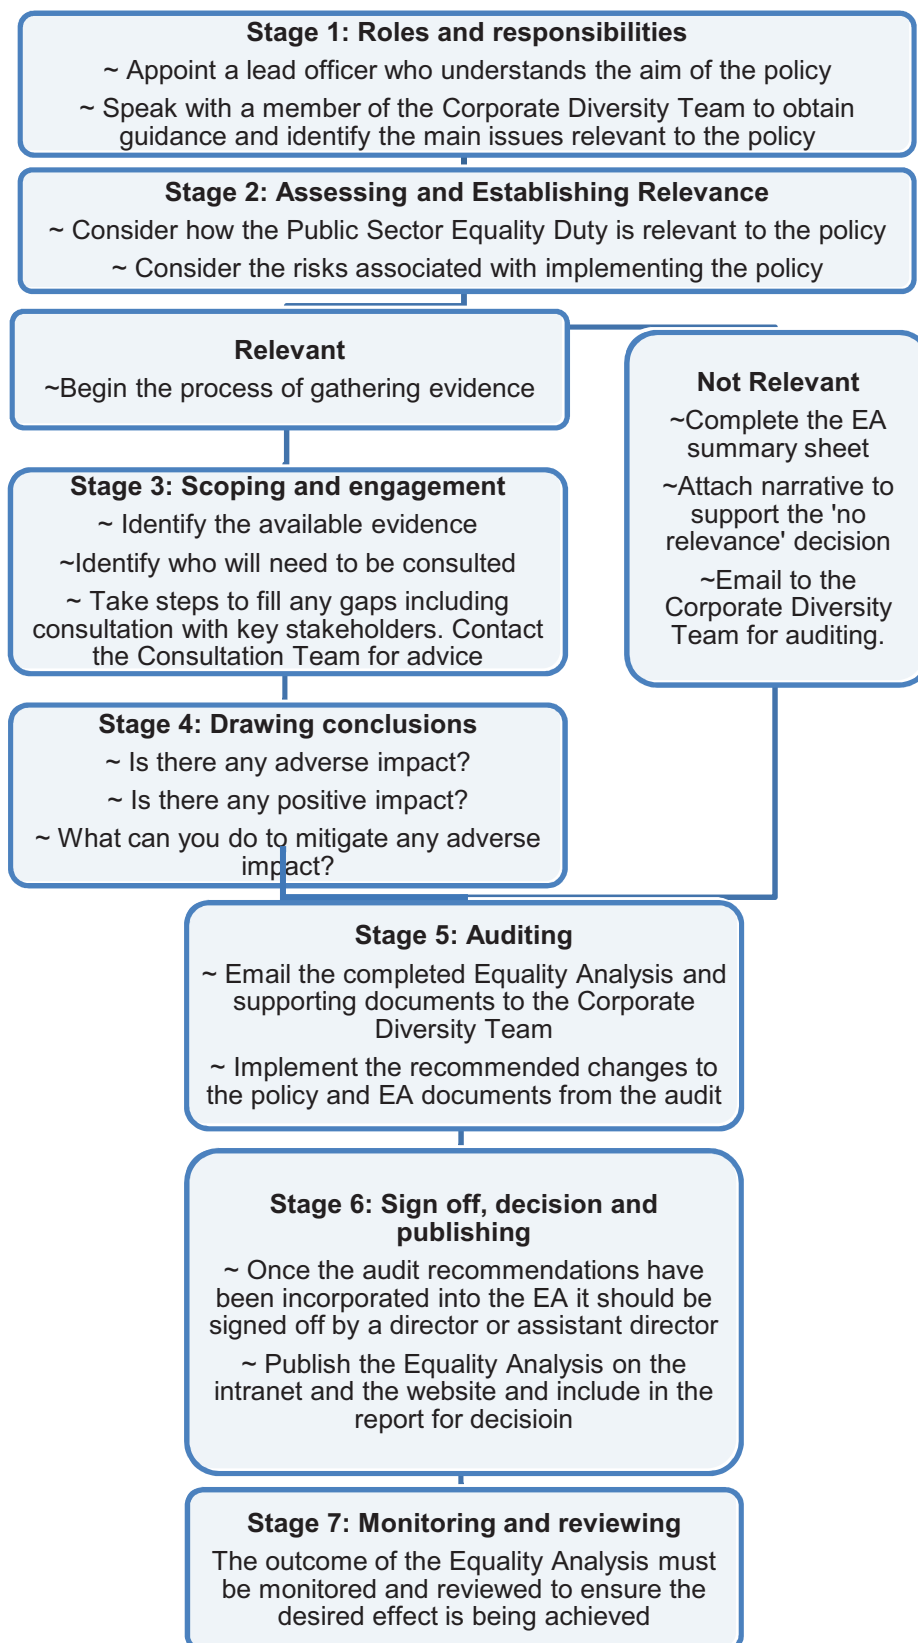 Stage 1: Roles and responsibilities
~ Appoint a lead officer who understands the aim of the policy
~ Speak with a member of the Corporate Diversity Team to obtain
guidance and identify the main issues relevant to the policy
Stage 2: Assessing and Establishing Relevance
~ Consider how the Public Sector Equality Duty is relevant to the policy
~ Consider the risks associated with implementing the policy
Relevant
~Begin the process of gathering evidence
Not Relevant
~Complete the EA
summary sheet
~Attach narrative to
support the 'no
relevance' decision
~Email to the
Corporate Diversity
Team for auditing.
Stage 3: Scoping and engagement
~ Identify the available evidence
~Identify who will need to be consulted
~ Take steps to fill any gaps including
consultation with key stakeholders. Contact
the Consultation Team for advice
Stage 4: Drawing conclusions
~ Is there any adverse impact?
~ Is there any positive impact?
~ What can you do to mitigate any adverse
impact?
Stage 5: Auditing
~ Email the completed Equality Analysis and
supporting documents to the Corporate
Diversity Team
~ Implement the recommended changes to
the policy and EA documents from the audit
Stage 6: Sign off, decision and
publishing
~ Once the audit recommendations have
been incorporated into the EA it should be
signed off by a director or assistant director
~ Publish the Equality Analysis on the
intranet and the website and include in the
report for decisioin
Stage 7: Monitoring and reviewing
The outcome of the Equality Analysis must
be monitored and reviewed to ensure the
desired effect is being achieved